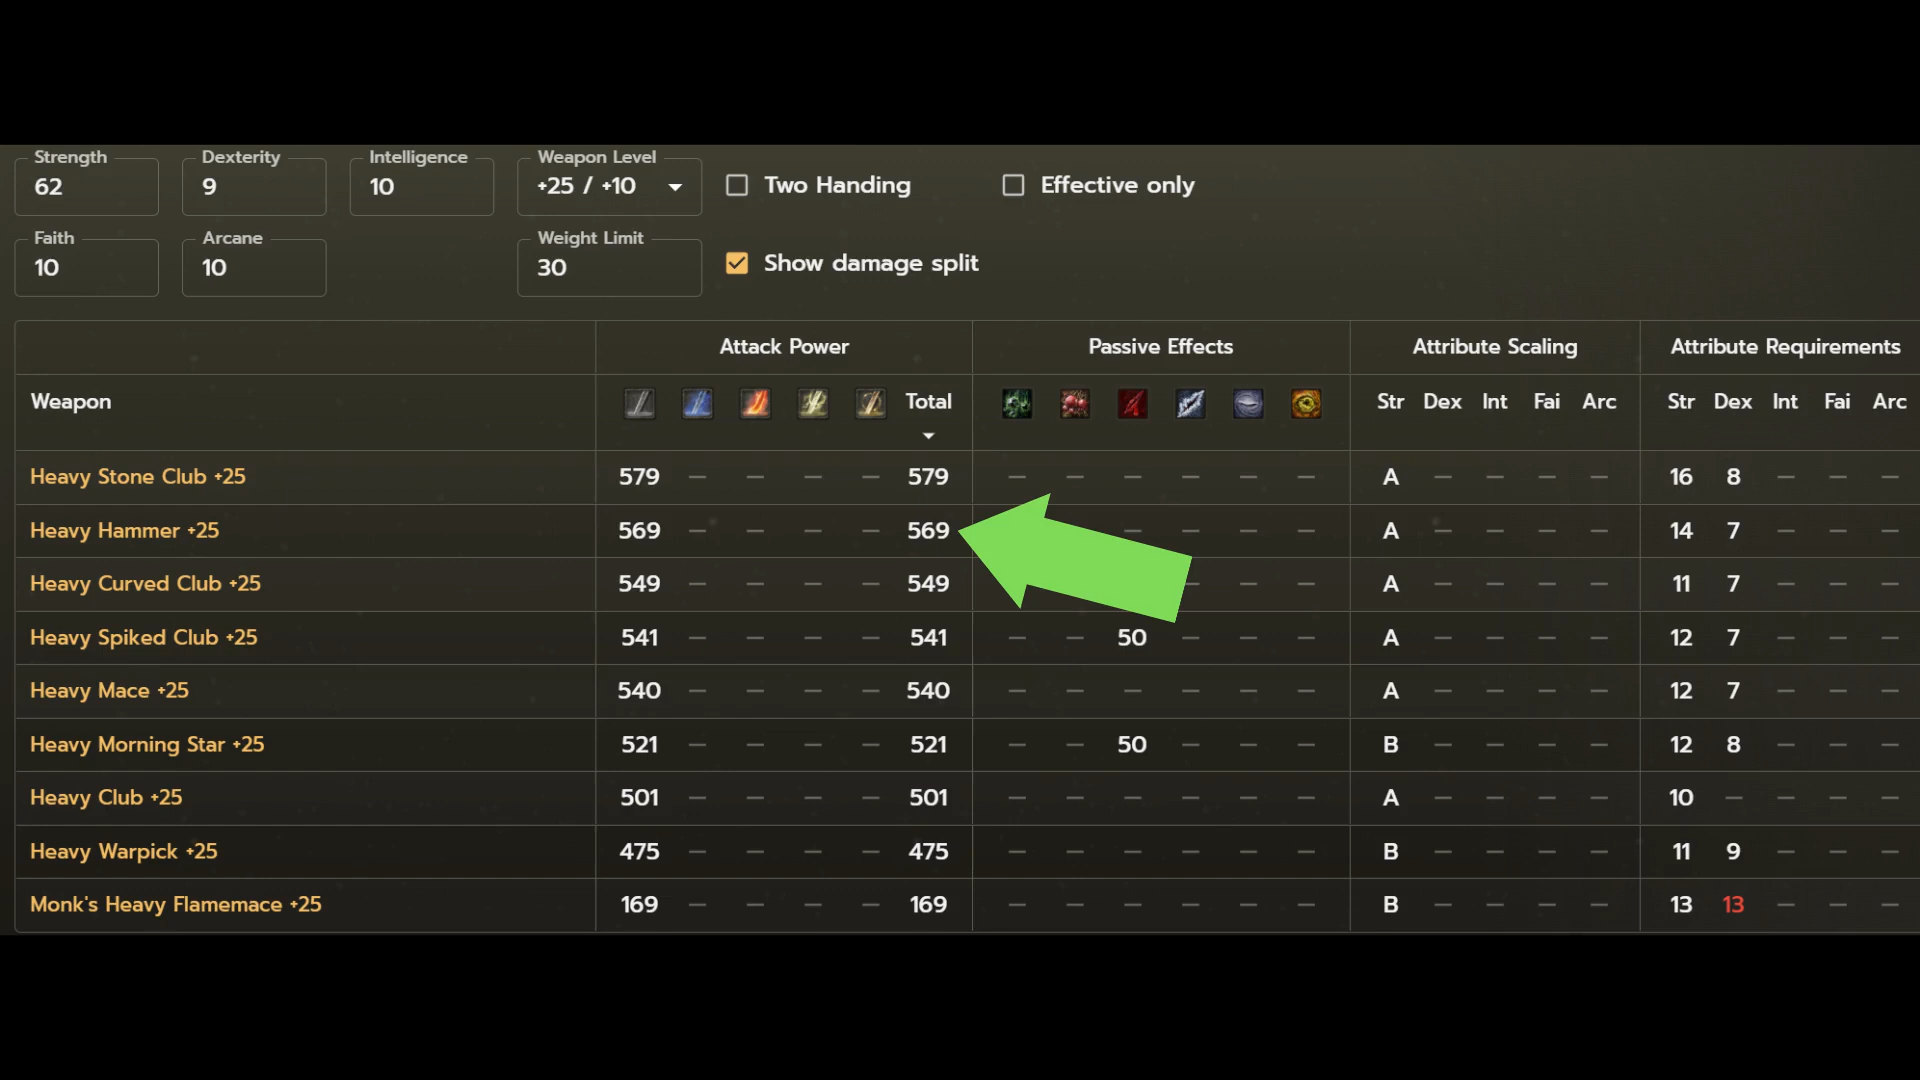 Strength Dexterity Intelligence Weapon Level
62 9 10 +25 / +10 Two Handing Effective only
Faith Arcane Weight Limit
10 10 30 Show damage split
Attack Power Passive Effects Attribute Scaling Attribute Requirements
Weapon Total Str Dex Int Fai Arc Str Dex Int Fai Arc
Heavy Stone Club +25 579 — — — — 579 — — — — — — A — — — — 16 8 — — —
Heavy Hammer +25 569 — — — — 569 — — — A — — — — 14 7 — — —
Heavy Curved Club +25 549 — — — — 549 — — — A — — — — 11 7 — — —
Heavy Spiked Club +25 541 — — — — 541 — — 50 — — — A — — — — 12 7 — — —
Heavy Mace +25 540 — — — — 540 — — — — — — A — — — — 12 7 — — —
Heavy Morning Star +25 521 — — — — 521 — — 50 — — — B — — — — 12 8 — — —
Heavy Club +25 501 — — — — 501 — — — — — — A — — — — 10 — — — —
Heavy Warpick +25 475 — — — — 475 — — — — — — B — — — — 11 9 — — —
Monk's Heavy Flamemace +25 169 — — — — 169 — — — — — — B — — — — 13 13 — — —